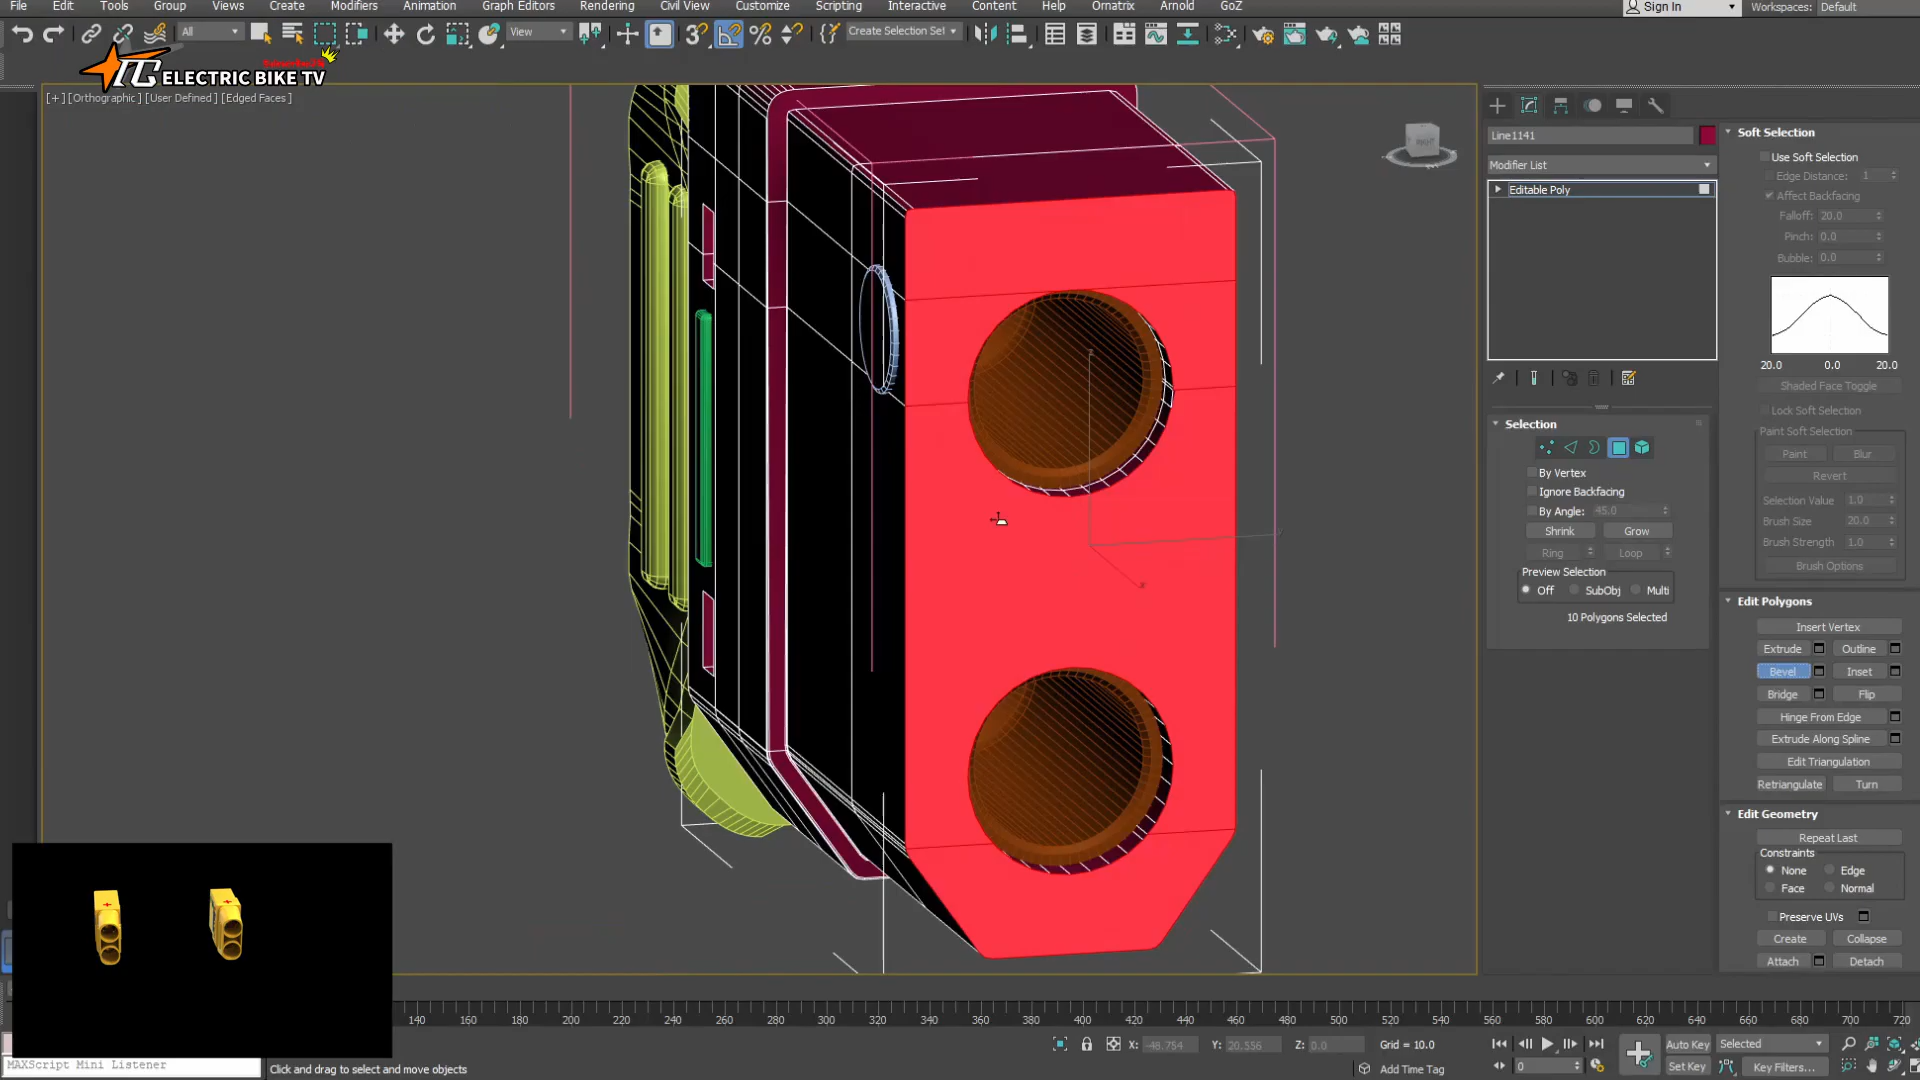 File Edit Tools Group Views Create Modifiers Animation Graph Editors Rendering Civil View Customize Scripting Interactive Content Help Ornatrix Arnold GoZ Sign In Workspaces: Default
All View Create Selection Set
TC ELECTRIC BIKE TV
[+] [Orthographic] [User Defined] [Edged Faces]
RIGHT
Line1141
Modifier List
Editable Poly
Selection
By Vertex
Ignore Backfacing
By Angle: 45.0
Shrink Grow
Ring Loop
Preview Selection
Off SubObj Multi
10 Polygons Selected
Soft Selection
Use Soft Selection
Edge Distance: 1
Affect Backfacing
Falloff: 20.0
Pinch: 0.0
Bubble: 0.0
20.0 0.0 20.0
Shaded Face Toggle
Lock Soft Selection
Paint Soft Selection
Paint Blur
Revert
Selection Value 1.0
Brush Size 20.0
Brush Strength 1.0
Brush Options
Edit Polygons
Insert Vertex
Extrude Outline
Bevel Inset
Bridge Flip
Hinge From Edge
Extrude Along Spline
Edit Triangulation
Retriangulate Turn
Edit Geometry
Repeat Last
Constraints
None Edge
Face Normal
Preserve UVs
Create Collapse
Attach Detach
140 160 180 200 220 240 260 280 300 320 340 360 380 400 420 440 460 480 500 520 540 560 580 600 620 640 660 680 700 720
X: -48.754 Y: 20.356 Z: 0.0 Grid = 10.0 Auto Key Selected
MAXScript Mini Listener Click and drag to select and move objects Add Time Tag 0 Set Key Key Filters...